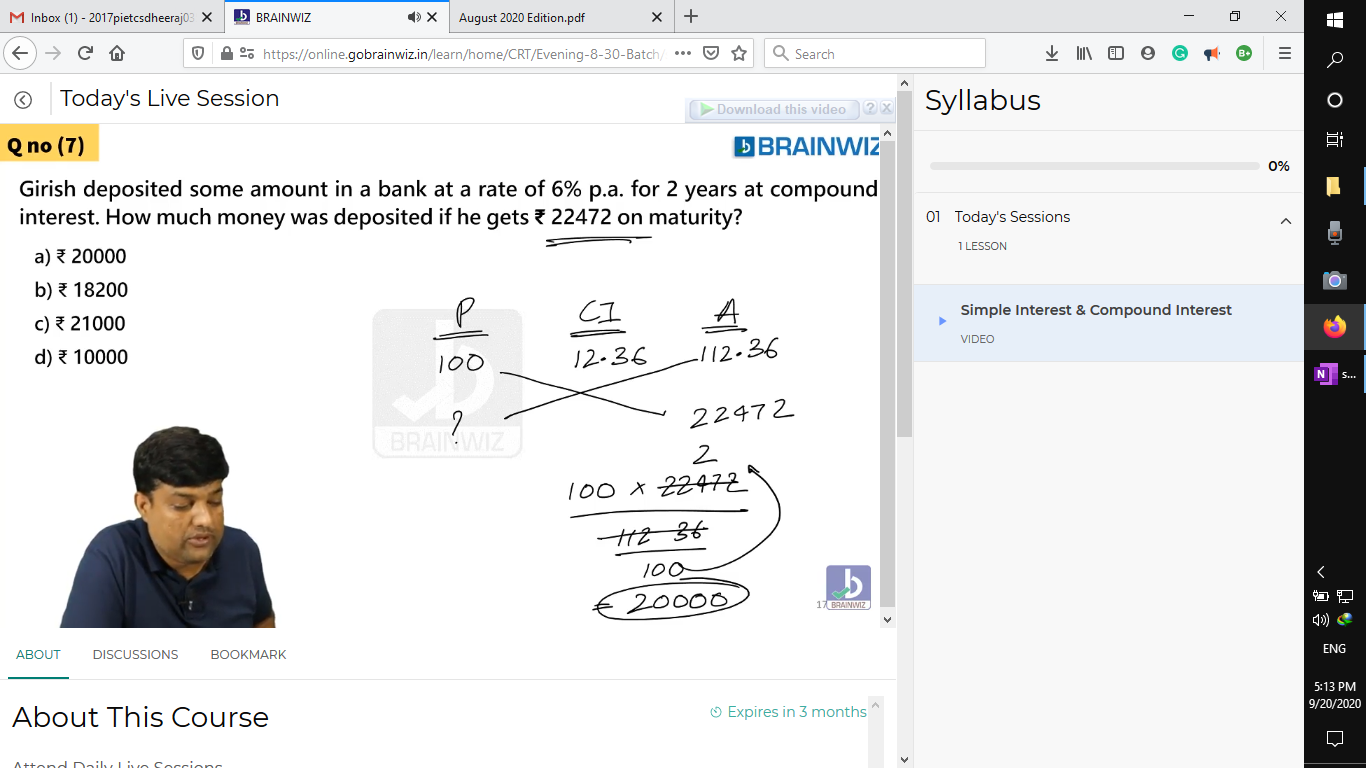 Inbox (1) - 2017pietcsdheeraj03
BRAINWIZ
August 2020 Edition.pdf
https://online.gobrainwiz.in/learn/home/CRT/Evening-8-30-Batch/
Search
Today's Live Session
Download this video
Syllabus
Q no (7)
BRAINWIZ
0%
Girish deposited some amount in a bank at a rate of 6% p.a. for 2 years at compound
interest. How much money was deposited if he gets ₹ 22472 on maturity?
01 Today's Sessions
1 LESSON
a) ₹ 20000
b) ₹ 18200
c) ₹ 21000
d) ₹ 10000
Simple Interest & Compound Interest
VIDEO
P CI A
100 12.36 112.36
? 22472
BRAINWIZ
2
100 × 22472
112 36
100
= 20000
17
BRAINWIZ
ABOUT DISCUSSIONS BOOKMARK
About This Course
Expires in 3 months
Attend Daily Live Sessions
N s...
ENG
5:13 PM
9/20/2020